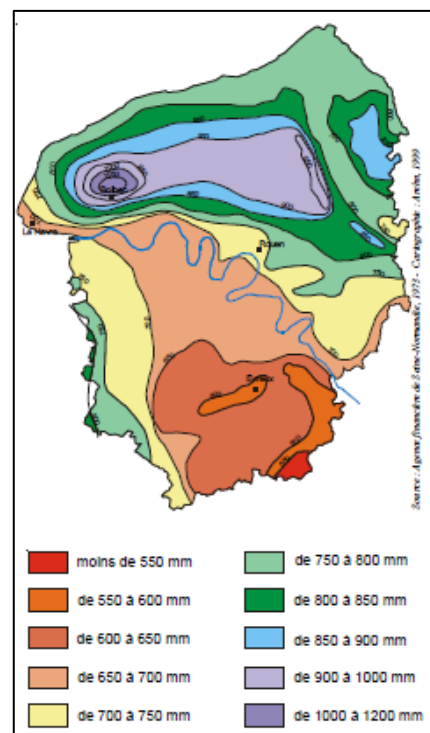 Bolbec
Le Havre
Rouen
Evreux
Source : Agence financière de Seine-Normandie, 1973 - Cartographie : Arehn, 1999
moins de 550 mm
de 550 à 600 mm
de 600 à 650 mm
de 650 à 700 mm
de 700 à 750 mm
de 750 à 800 mm
de 800 à 850 mm
de 850 à 900 mm
de 900 à 1000 mm
de 1000 à 1200 mm